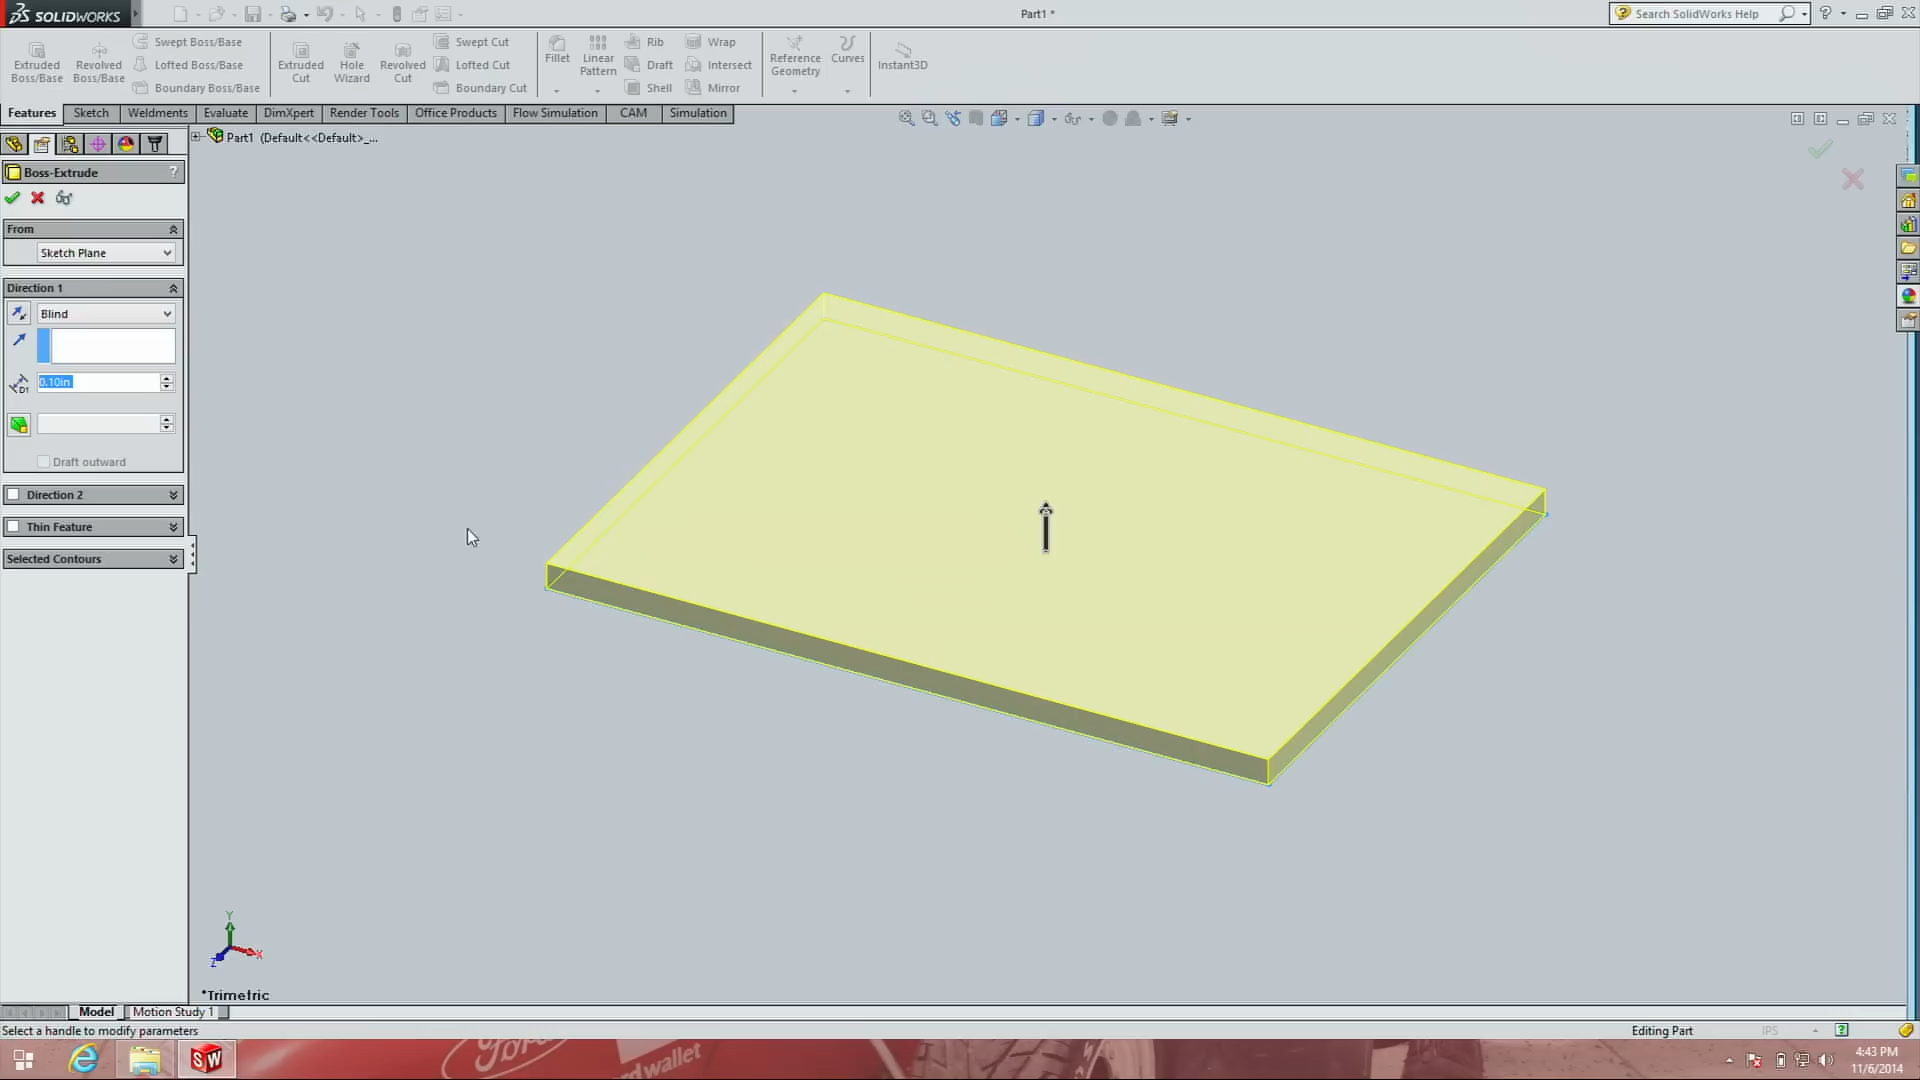 SOLIDWORKS
Part1 *
Search SolidWorks Help
?
Extruded
Boss/Base
Revolved
Boss/Base
Swept Boss/Base
Lofted Boss/Base
Boundary Boss/Base
Extruded
Cut
Hole
Wizard
Revolved
Cut
Swept Cut
Lofted Cut
Boundary Cut
Fillet
Linear
Pattern
Rib
Draft
Shell
Wrap
Intersect
Mirror
Reference
Geometry
Curves
Instant3D
Features
Sketch
Weldments
Evaluate
DimXpert
Render Tools
Office Products
Flow Simulation
CAM
Simulation
Part1 (Default<<Default>_...
Boss-Extrude
?
From
Sketch Plane
Direction 1
Blind
D1
0.10in
Draft outward
Direction 2
Thin Feature
Selected Contours
Y
X
Z
*Trimetric
Model
Motion Study 1
Select a handle to modify parameters
Editing Part
IPS
?
Ford
dwallet
SW
4:43 PM
11/6/2014